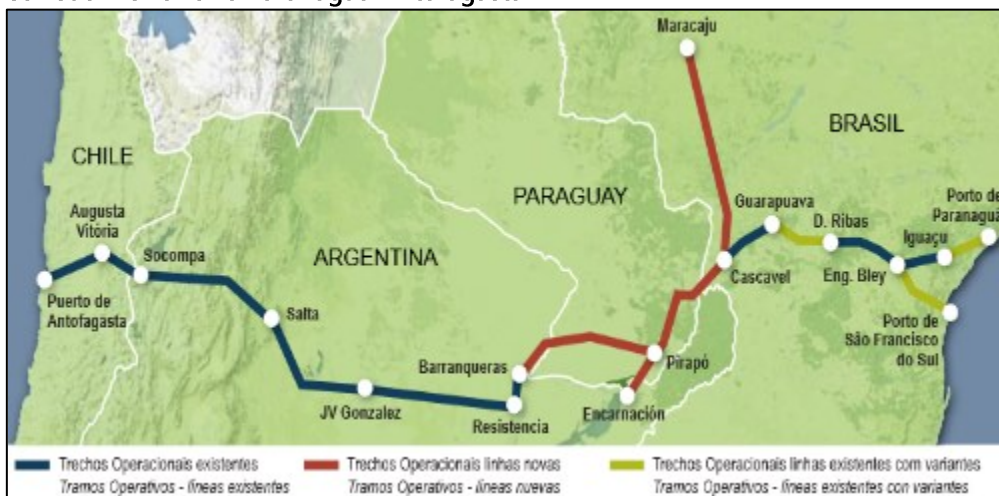 Maracaju
BRASIL
CHILE
PARAGUAY
Guarapuava
Porto de
Paranaguá
D. Ribas
Augusta
Vitória
Iguaçu
Socompa
ARGENTINA
Cascavel
Eng. Bley
Puerto de
Antofagasta
Salta
Porto de
São Francisco
do Sul
Barranqueras
Pirapó
JV Gonzalez
Resistencia
Encarnación
Trechos Operacionais existentes
Tramos Operativos - líneas existentes
Trechos Operacionais linhas novas
Tramos Operativos - líneas nuevas
Trechos Operacionais linhas existentes com variantes
Tramos Operativos - líneas existentes con variantes